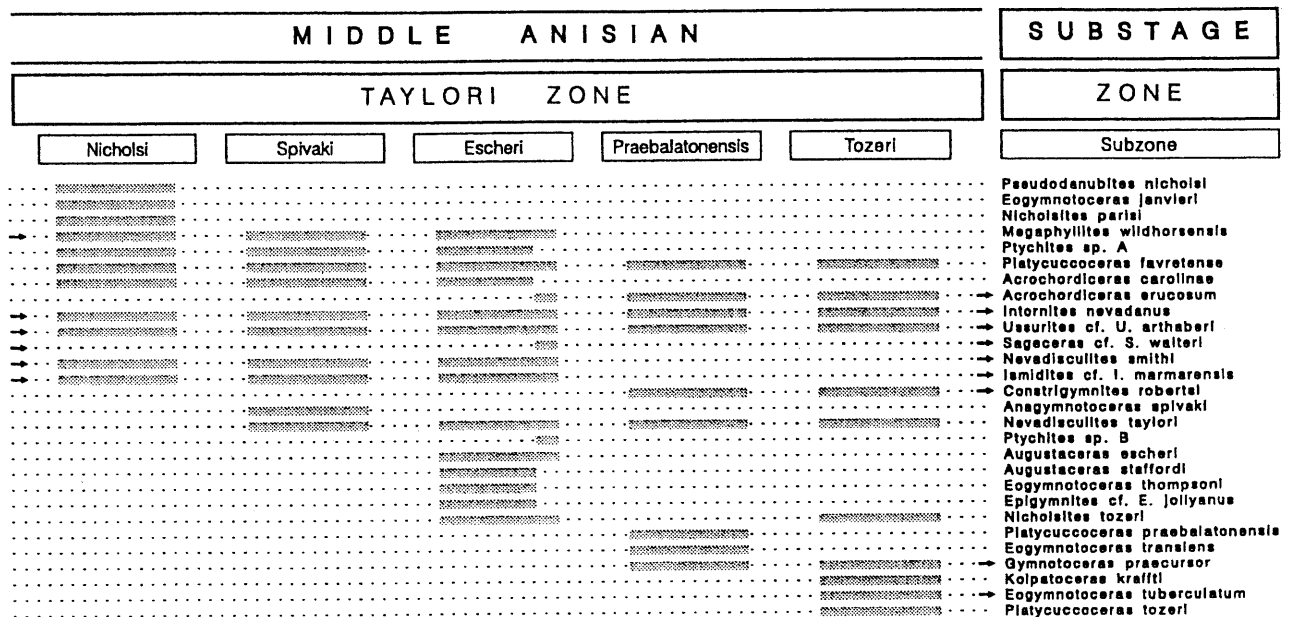 MIDDLE ANISIAN
SUBSTAGE
TAYLORI ZONE
ZONE
Nicholsi
Spivaki
Escheri
Praebalatonensis
Tozeri
Subzone
Pseudodanubites nicholsi
Eogymnotoceras janvieri
Nicholsites parisi
Megaphyllites wildhorsensis
Ptychites sp. A
Platycuccoceras favretense
Acrochordiceras carolinae
Acrochordiceras erucosum
Intornites nevadanus
Ussurites cf. U. arthaberi
Sageceras cf. S. walteri
Nevadisculites smithi
Ismidites cf. I. marmarensis
Constrigymnites robertsi
Anagymnotoceras spivaki
Nevadisculites taylori
Ptychites sp. B
Augustaceras escheri
Augustaceras staffordi
Eogymnotoceras thompsoni
Epigymnites cf. E. jollyanus
Nicholsites tozeri
Platycuccoceras praebalatonensis
Eogymnotoceras transiens
Gymnotoceras praecursor
Kolpatoceras kraffti
Eogymnotoceras tuberculatum
Platycuccoceras tozeri